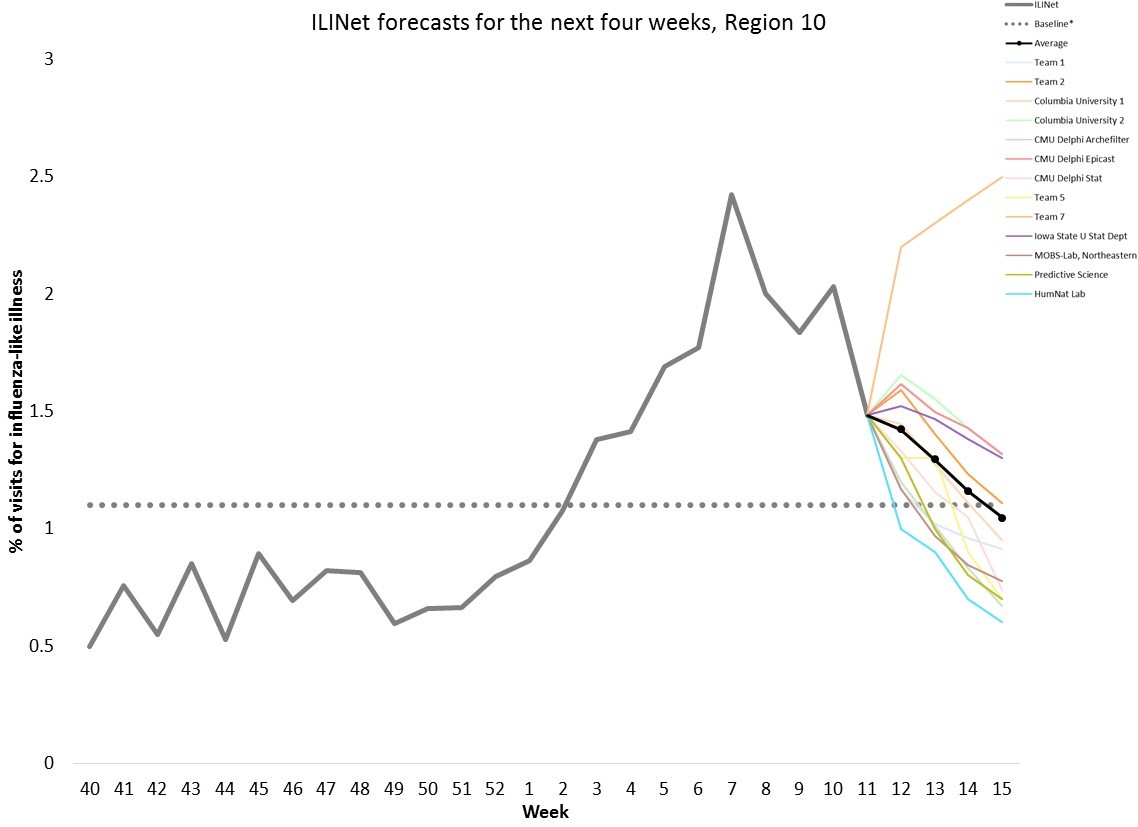 ILINet forecasts for the next four weeks, Region 10
ILINet
Baseline*
Average
Team 1
Team 2
Columbia University 1
Columbia University 2
CMU Delphi Archefilter
CMU Delphi Epicast
CMU Delphi Stat
Team 5
Team 7
Iowa State U Stat Dept
MOBS-Lab, Northeastern
Predictive Science
HumNat Lab
% of visits for influenza-like illness
3
2.5
2
1.5
1
0.5
0
40 41 42 43 44 45 46 47 48 49 50 51 52 1 2 3 4 5 6 7 8 9 10 11 12 13 14 15
Week